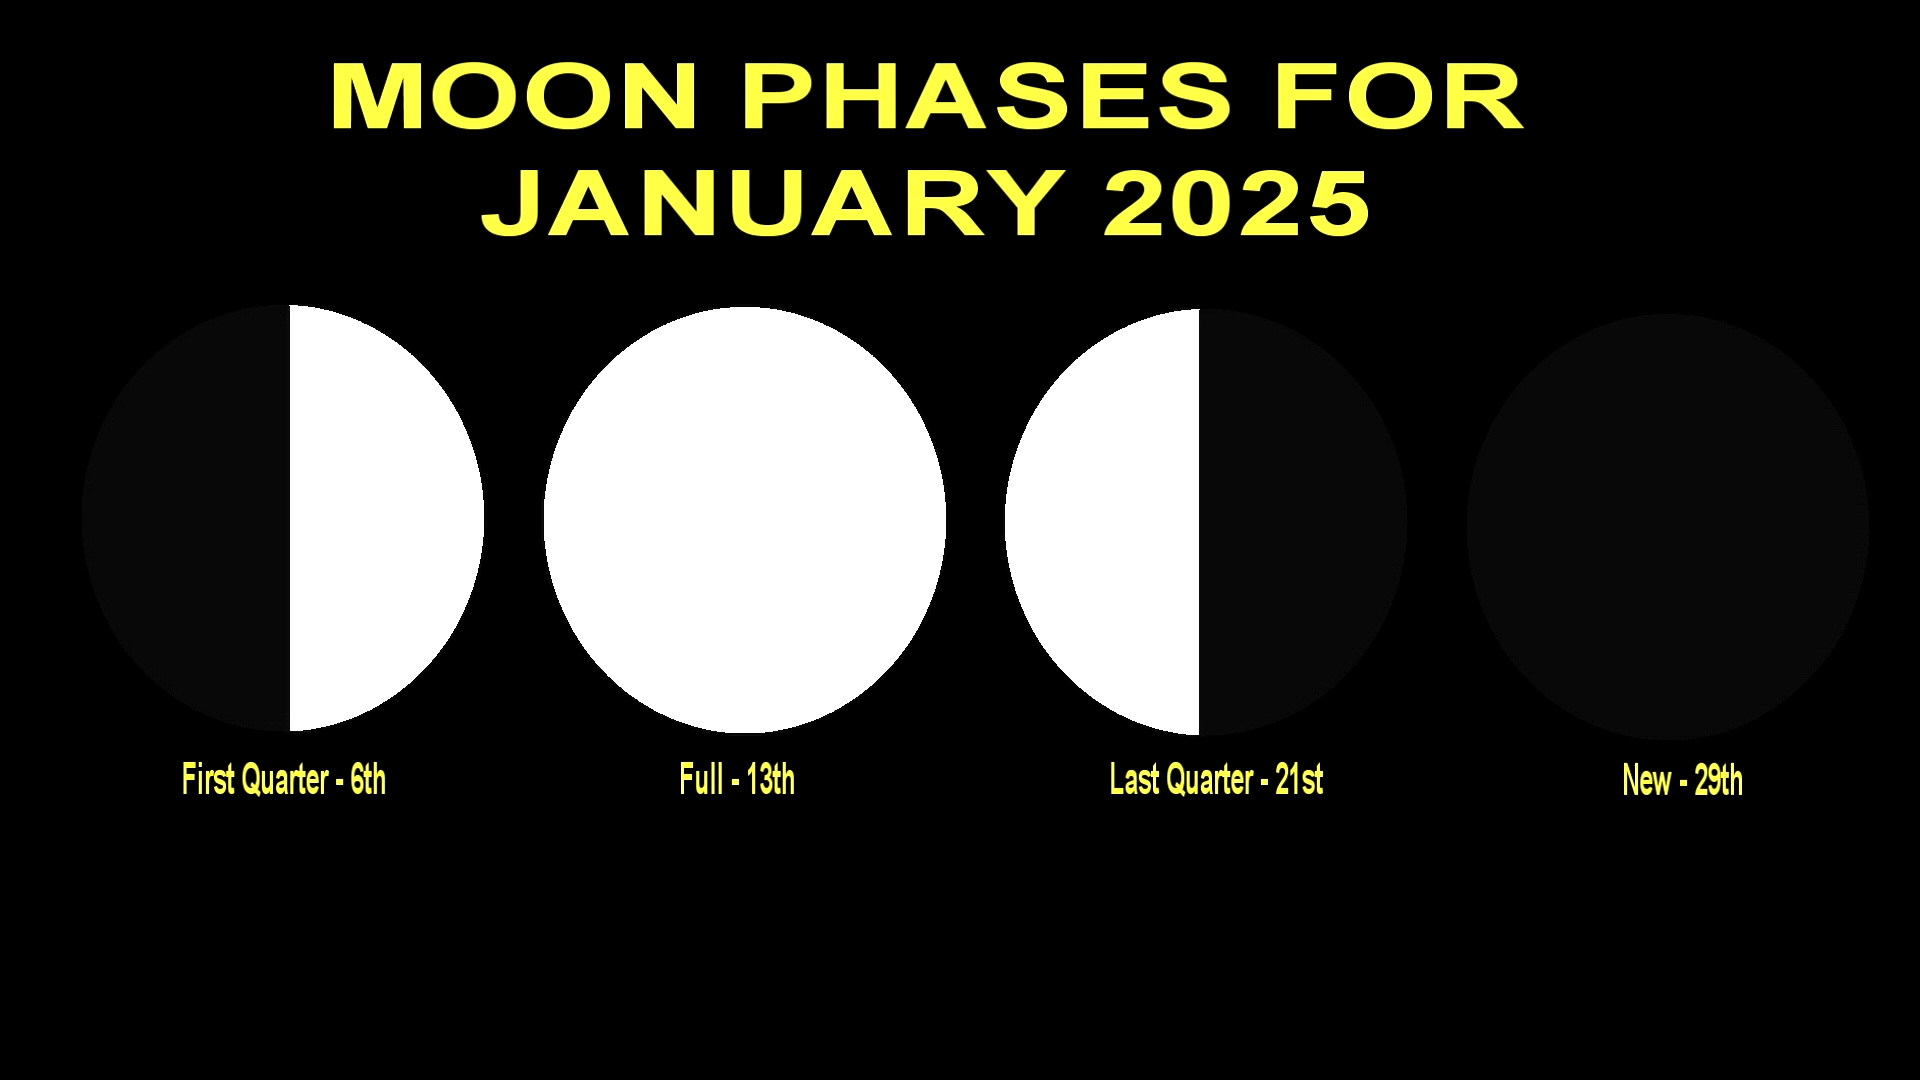 MOON PHASES FOR
JANUARY 2025
First Quarter - 6th
Full - 13th
Last Quarter - 21st
New - 29th